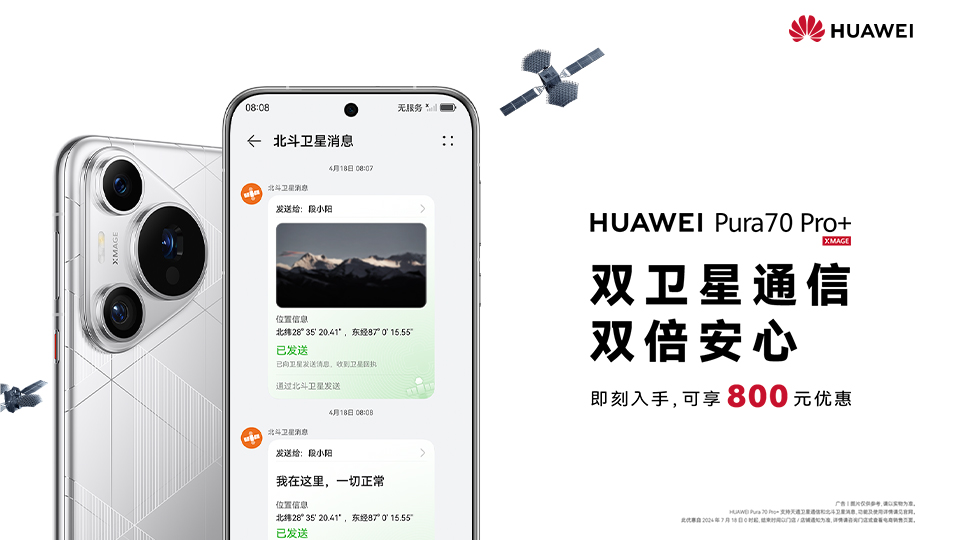 HUAWEI
08:08
无服务
北斗卫星消息
4月18日 08:07
北斗卫星消息
发送给：段小阳
位置信息
北纬28° 35' 20.41"，东经87° 0' 15.55"
已发送
已向卫星发送消息，收到卫星回执
通过北斗卫星发送
4月18日 08:08
北斗卫星消息
发送给：段小阳
我在这里，一切正常
位置信息
北纬28° 35' 20.41"，东经87° 0' 15.55"
已发送
XMAGE
HUAWEI Pura70 Pro+
XMAGE
双卫星通信
双倍安心
即刻入手，可享 800 元优惠
广告 | 图片仅供参考，请以实物为准。
HUAWEI Pura 70 Pro+ 支持天通卫星通信和北斗卫星消息，功能及使用详情请见官网。
此优惠自 2024 年 7 月 18 日 0 时起，结束时间以门店 / 店铺通知为准，详情请咨询门店或查看电商销售页面。